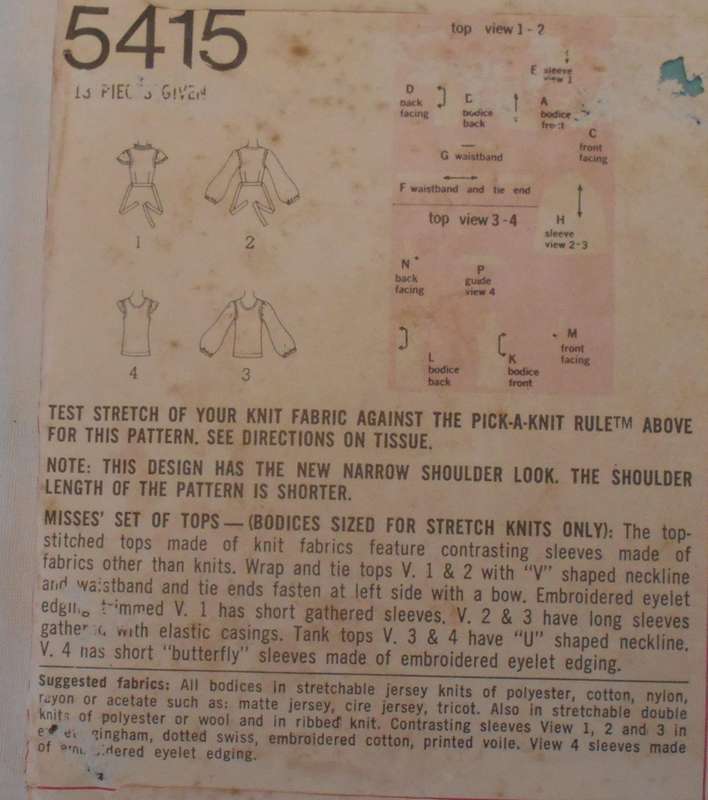 5415
13 PIECES GIVEN
1
2
4
3
top view 1-2
E sleeve view 1
D back facing
bodice back
A bodice front
C front facing
G waistband
F waistband and tie end
top view 3-4
H sleeve view 2-3
N back facing
P guide view 4
M front facing
L bodice back
K bodice front
TEST STRETCH OF YOUR KNIT FABRIC AGAINST THE PICK-A-KNIT RULE™ ABOVE
FOR THIS PATTERN. SEE DIRECTIONS ON TISSUE.
NOTE: THIS DESIGN HAS THE NEW NARROW SHOULDER LOOK. THE SHOULDER
LENGTH OF THE PATTERN IS SHORTER.
MISSES' SET OF TOPS — (BODICES SIZED FOR STRETCH KNITS ONLY): The top-
stitched tops made of knit fabrics feature contrasting sleeves made of
fabrics other than knits. Wrap and tie tops V. 1 & 2 with "V" shaped neckline
and waistband and tie ends fasten at left side with a bow. Embroidered eyelet
edging trimmed V. 1 has short gathered sleeves. V. 2 & 3 have long sleeves
gathered with elastic casings. Tank tops V. 3 & 4 have "U" shaped neckline.
V. 4 has short "butterfly" sleeves made of embroidered eyelet edging.
Suggested fabrics: All bodices in stretchable jersey knits of polyester, cotton, nylon,
rayon or acetate such as: matte jersey, cire jersey, tricot. Also in stretchable double
knits of polyester or wool and in ribbed knit. Contrasting sleeves View 1, 2 and 3 in
gingham, dotted swiss, embroidered cotton, printed voile. View 4 sleeves made
of embroidered eyelet edging.